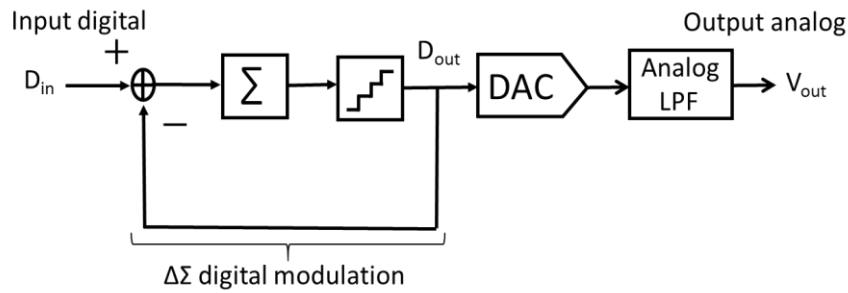 Input digital
Output analog
+
D_out
D_in
Σ
DAC
Analog
LPF
V_out
−
ΔΣ digital modulation